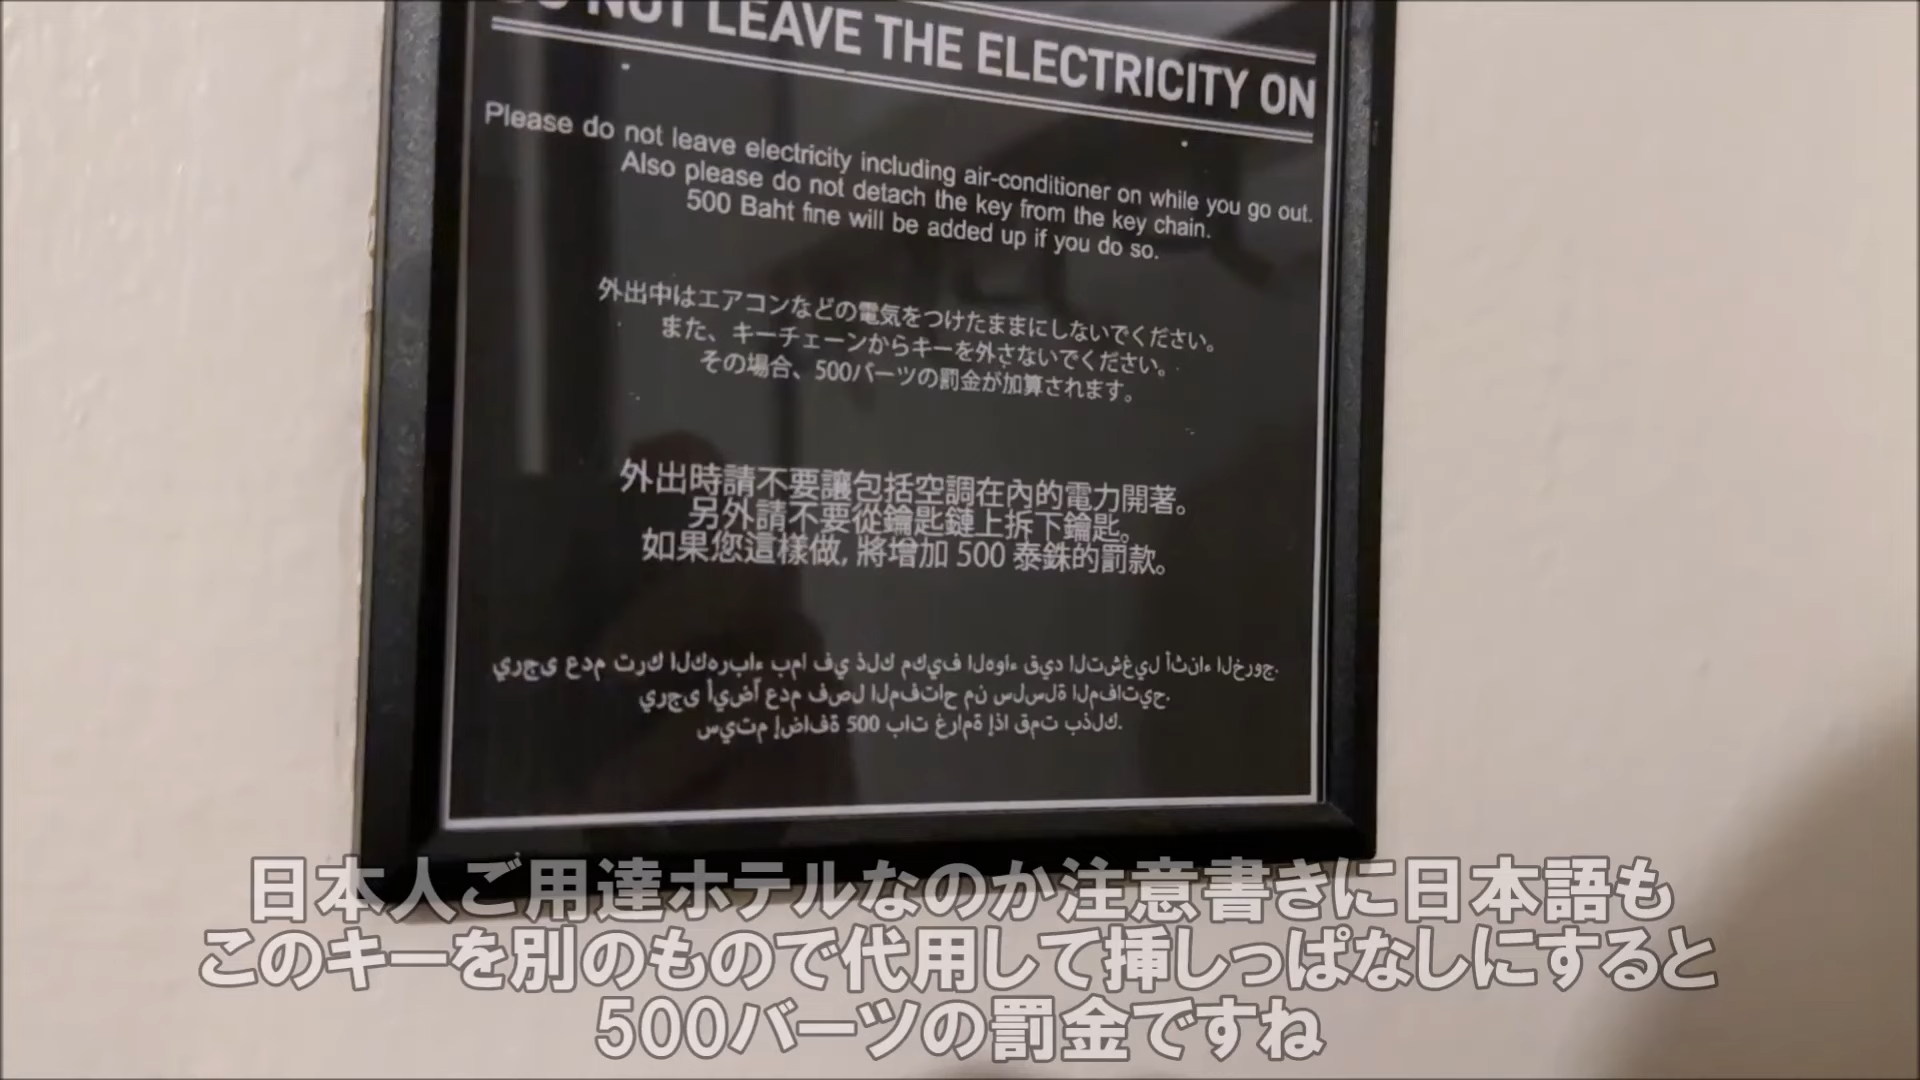 DO NOT LEAVE THE ELECTRICITY ON
Please do not leave electricity including air-conditioner on while you go out.
Also please do not detach the key from the key chain.
500 Baht fine will be added up if you do so.
外出中はエアコンなどの電気をつけたままにしないでください。
また、キーチェーンからキーを外さないでください。
その場合、500バーツの罰金が加算されます。
外出時請不要讓包括空調在內的電力開著。
另外請不要從鑰匙鏈上拆下鑰匙。
如果您這樣做, 將增加 500 泰銖的罰款。
يرجى عدم ترك الكهرباء بما في ذلك مكيف الهواء قيد التشغيل أثناء الخروج.
يرجى أيضًا عدم فصل المفتاح من سلسلة المفاتيح.
سيتم إضافة 500 بات غرامة إذا قمت بذلك.
日本人ご用達ホテルなのか注意書きに日本語も
このキーを別のもので代用して挿しっぱなしにすると
500バーツの罰金ですね